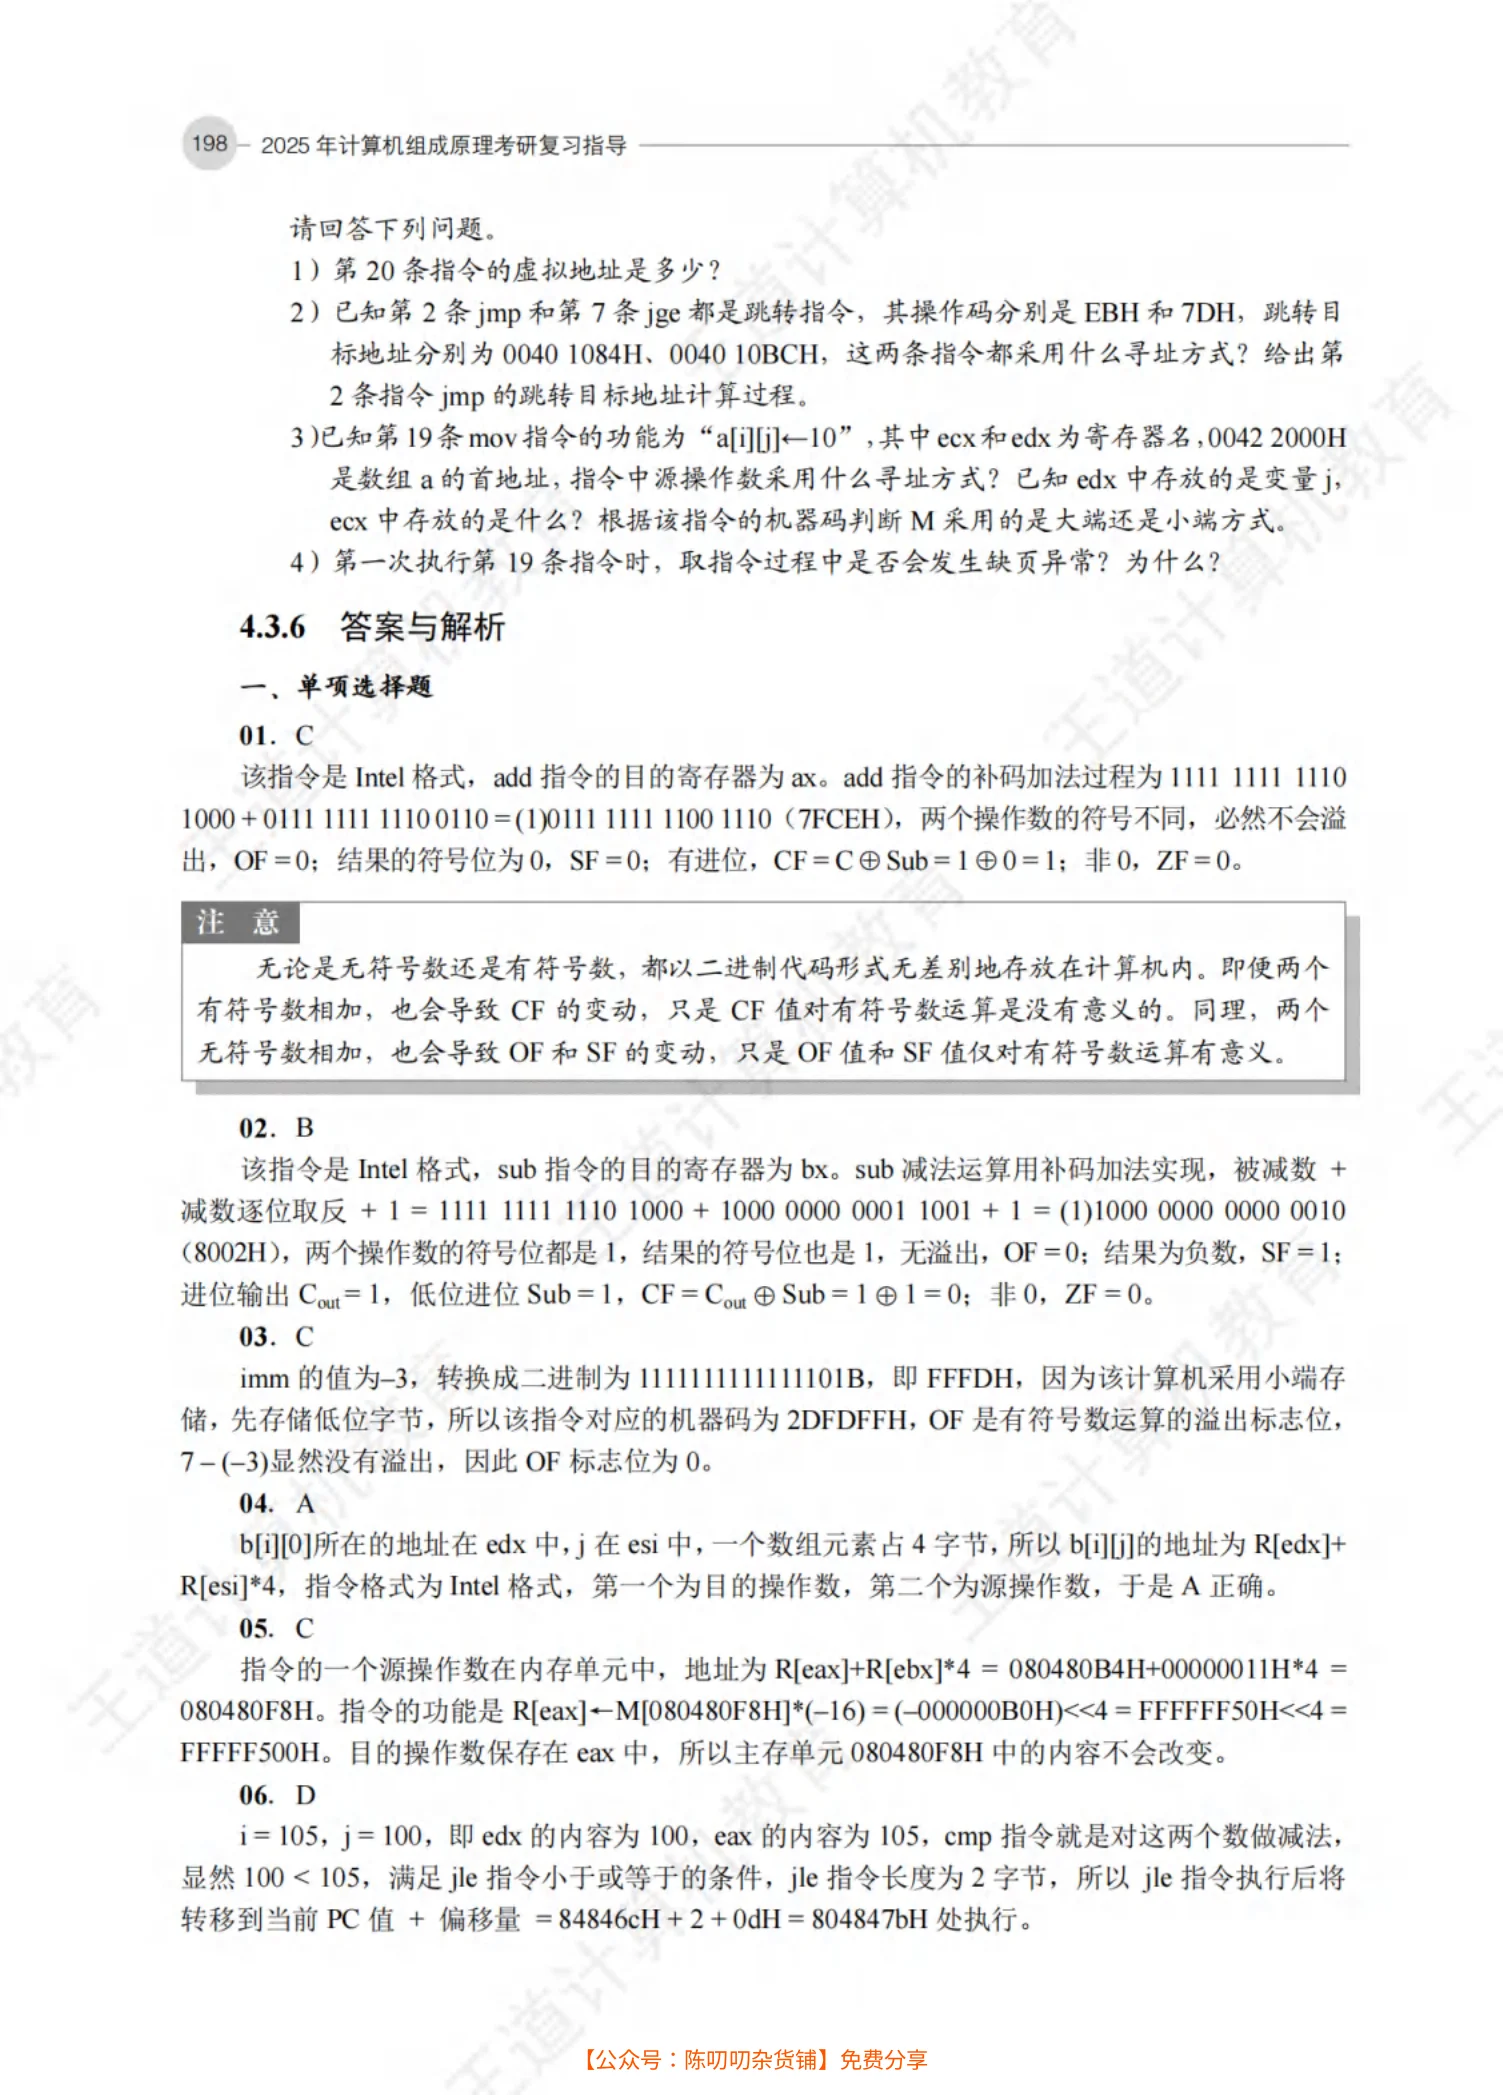 198 2025 年计算机组成原理考研复习指导
请回答下列问题。
1）第 20 条指令的虚拟地址是多少？
2）已知第 2 条 jmp 和第 7 条 jge 都是跳转指令，其操作码分别是 EBH 和 7DH，跳转目
标地址分别为 0040 1084H、0040 10BCH，这两条指令都采用什么寻址方式？给出第
2 条指令 jmp 的跳转目标地址计算过程。
3)已知第 19 条 mov 指令的功能为“a[i][j]←10”,其中 ecx 和 edx 为寄存器名,0042 2000H
是数组 a 的首地址，指令中源操作数采用什么寻址方式？已知 edx 中存放的是变量 j，
ecx 中存放的是什么？根据该指令的机器码判断 M 采用的是大端还是小端方式。
4）第一次执行第 19 条指令时，取指令过程中是否会发生缺页异常？为什么？
4.3.6 答案与解析
一、单项选择题
01. C
该指令是 Intel 格式，add 指令的目的寄存器为 ax。add 指令的补码加法过程为 1111 1111 1110
1000 + 0111 1111 1110 0110 = (1)0111 1111 1100 1110（7FCEH），两个操作数的符号不同，必然不会溢
出，OF = 0；结果的符号位为 0，SF = 0；有进位，CF = C ⊕ Sub = 1 ⊕ 0 = 1；非 0，ZF = 0。
注 意
无论是无符号数还是有符号数，都以二进制代码形式无差别地存放在计算机内。即便两个
有符号数相加，也会导致 CF 的变动，只是 CF 值对有符号数运算是没有意义的。同理，两个
无符号数相加，也会导致 OF 和 SF 的变动，只是 OF 值和 SF 值仅对有符号数运算有意义。
02. B
该指令是 Intel 格式，sub 指令的目的寄存器为 bx。sub 减法运算用补码加法实现，被减数 +
减数逐位取反 + 1 = 1111 1111 1110 1000 + 1000 0000 0001 1001 + 1 = (1)1000 0000 0000 0010
（8002H），两个操作数的符号位都是 1，结果的符号位也是 1，无溢出，OF = 0；结果为负数，SF = 1；
进位输出 Cout = 1，低位进位 Sub = 1，CF = Cout ⊕ Sub = 1 ⊕ 1 = 0；非 0，ZF = 0。
03. C
imm 的值为–3，转换成二进制为 1111111111111101B，即 FFFDH，因为该计算机采用小端存
储，先存储低位字节，所以该指令对应的机器码为 2DFDFFH，OF 是有符号数运算的溢出标志位，
7 – (–3)显然没有溢出，因此 OF 标志位为 0。
04. A
b[i][0]所在的地址在 edx 中，j 在 esi 中，一个数组元素占 4 字节，所以 b[i][j]的地址为 R[edx]+
R[esi]*4，指令格式为 Intel 格式，第一个为目的操作数，第二个为源操作数，于是 A 正确。
05. C
指令的一个源操作数在内存单元中，地址为 R[eax]+R[ebx]*4 = 080480B4H+00000011H*4 =
080480F8H。指令的功能是 R[eax]←M[080480F8H]*(–16) = (–000000B0H)<<4 = FFFFFF50H<<4 =
FFFFF500H。目的操作数保存在 eax 中，所以主存单元 080480F8H 中的内容不会改变。
06. D
i = 105，j = 100，即 edx 的内容为 100，eax 的内容为 105，cmp 指令就是对这两个数做减法，
显然 100 < 105，满足 jle 指令小于或等于的条件，jle 指令长度为 2 字节，所以 jle 指令执行后将
转移到当前 PC 值 + 偏移量 = 84846cH + 2 + 0dH = 804847bH 处执行。
【公众号：陈叨叨杂货铺】免费分享